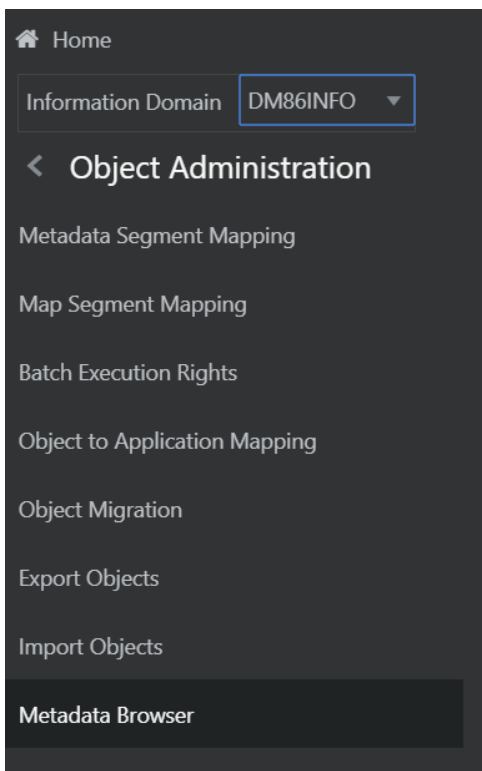 Home
Information Domain DM86INFO
Object Administration
Metadata Segment Mapping
Map Segment Mapping
Batch Execution Rights
Object to Application Mapping
Object Migration
Export Objects
Import Objects
Metadata Browser